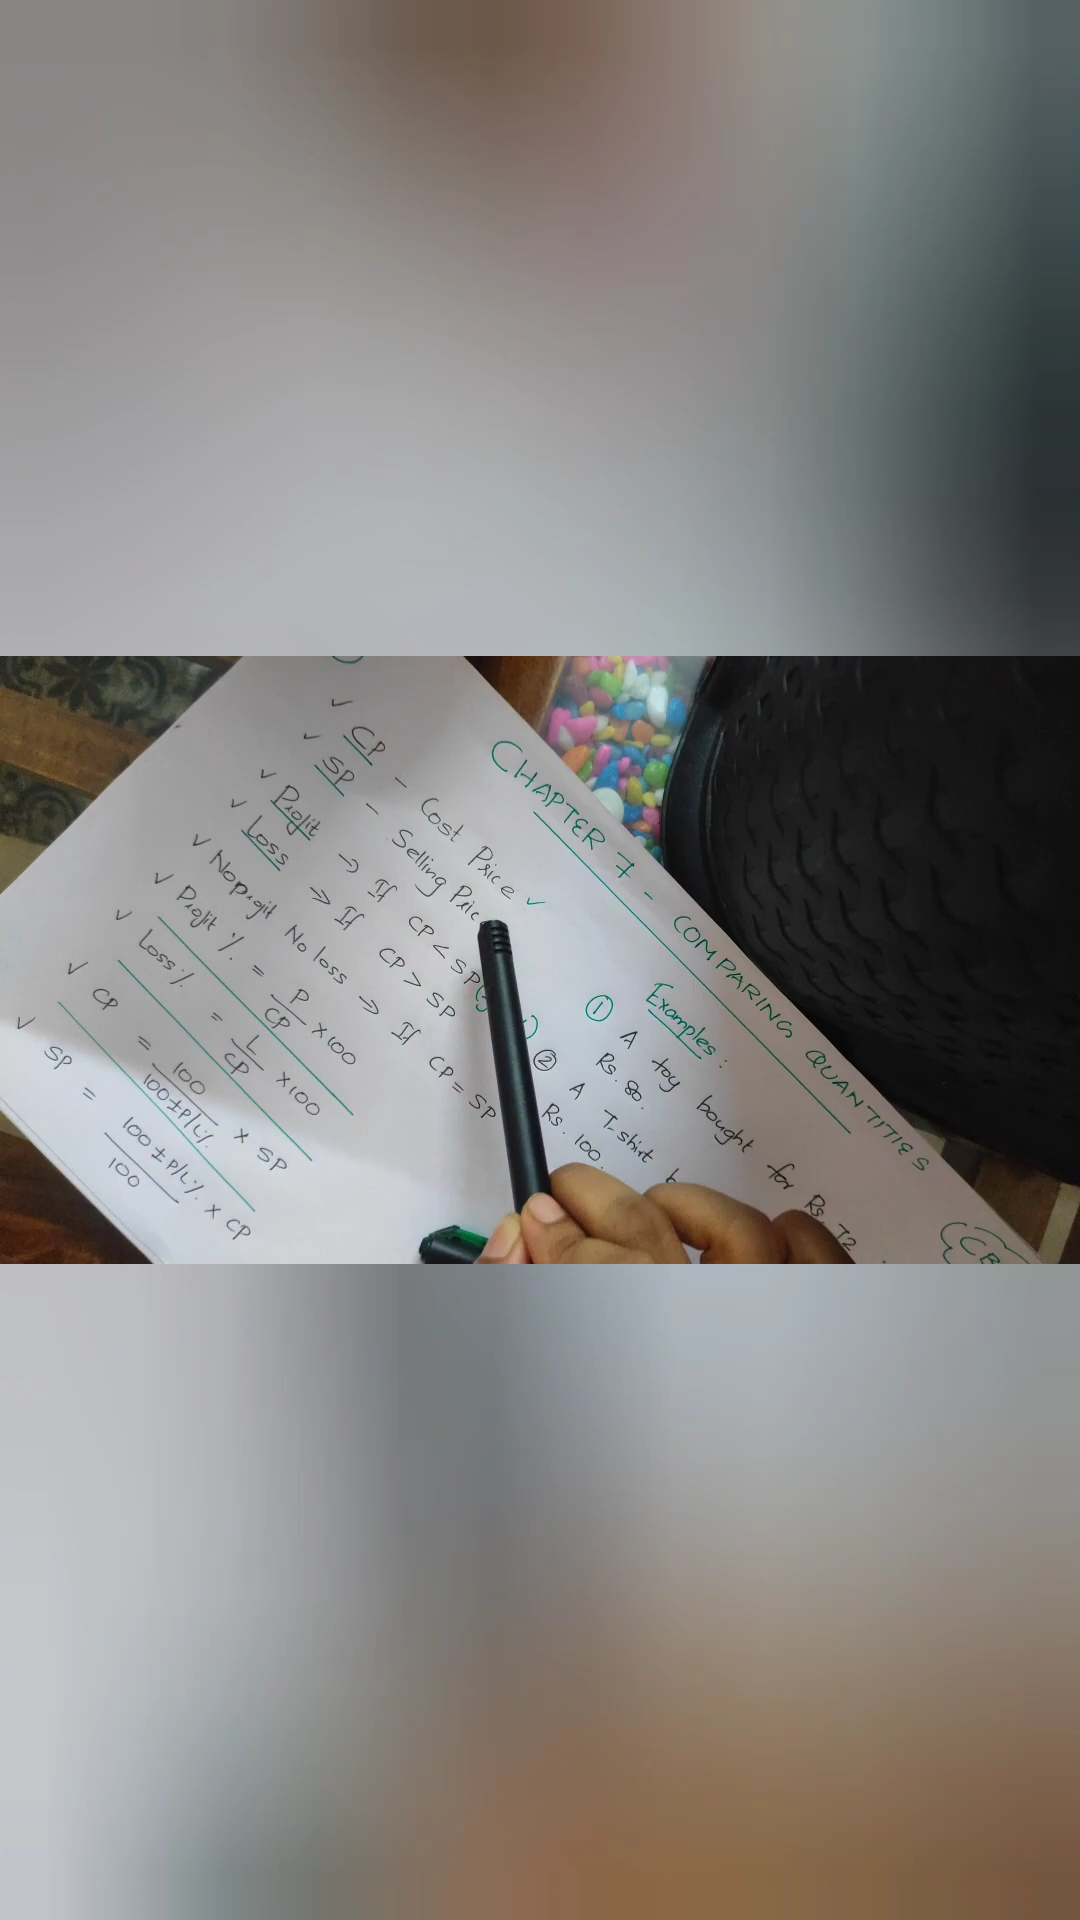 CHAPTER 7 - COMPARING QUANTITIES
✓ CP - Cost Price ✓
✓ SP - Selling
✓ Profit → If CP < SP
✓ Loss ⇒ If CP > SP
✓ No profit No loss ⇒ If CP = SP
✓ Profit % = P/CP × 100
✓ Loss % = L/CP × 100
✓ CP = 100/100±P/L% × SP
✓ SP = 100±P/L%/100 × CP
Examples:
① A toy bought for Rs. 72
Rs. 80.
② A T-shirt
Rs. 100.